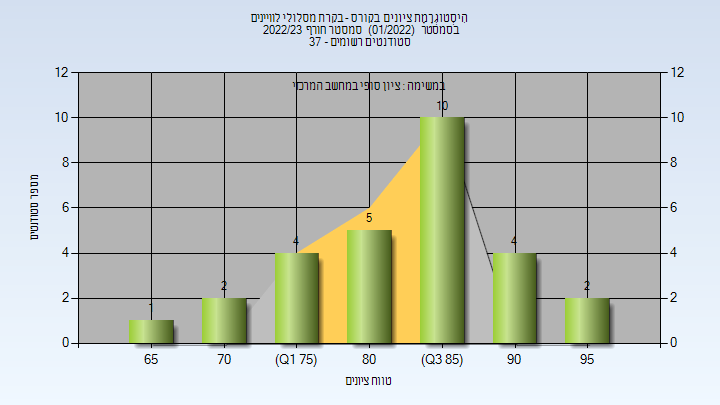 היסטוגרמת ציונים בקורס - בקרת מסלולי לוויינים
בסמסטר (01/2022) סמסטר חורף 2022/23
סטודנטים רשומים - 37
במשימה : ציון סופי במחשב המרכזי
מספר סטודנטים
12 12
10 10
8 8
6 6
4 4
2 2
0 0
1 2 4 5 10 4 2
65 70 (Q1 75) 80 (Q3 85) 90 95
טווח ציונים